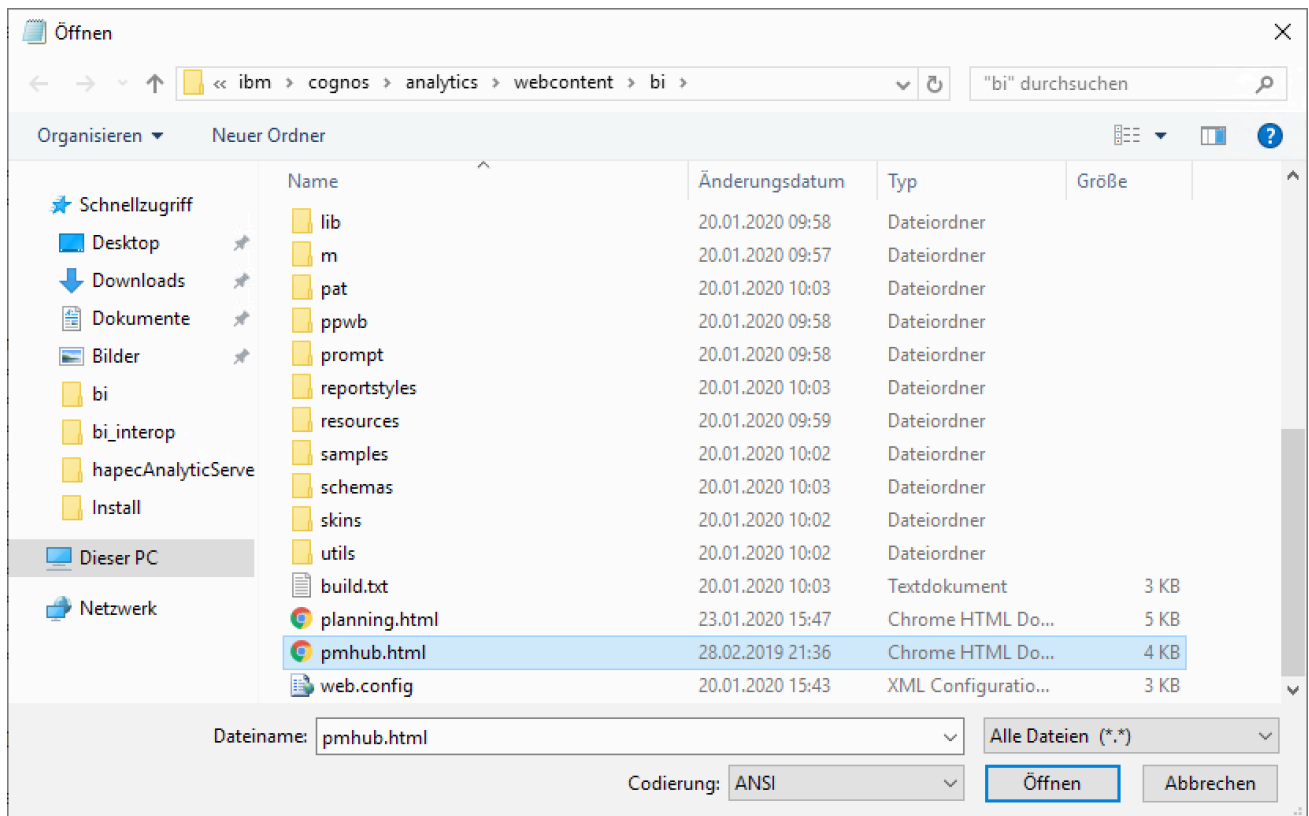 Öffnen
« ibm > cognos > analytics > webcontent > bi >
"bi" durchsuchen
Organisieren
Neuer Ordner
Name Änderungsdatum Typ Größe
Schnellzugriff
Desktop
Downloads
Dokumente
Bilder
bi
bi_interop
hapecAnalyticServe
Install
Dieser PC
Netzwerk
lib 20.01.2020 09:58 Dateiordner
m 20.01.2020 09:57 Dateiordner
pat 20.01.2020 10:03 Dateiordner
ppwb 20.01.2020 09:58 Dateiordner
prompt 20.01.2020 09:58 Dateiordner
reportstyles 20.01.2020 10:03 Dateiordner
resources 20.01.2020 09:59 Dateiordner
samples 20.01.2020 10:02 Dateiordner
schemas 20.01.2020 10:03 Dateiordner
skins 20.01.2020 10:02 Dateiordner
utils 20.01.2020 10:02 Dateiordner
build.txt 20.01.2020 10:03 Textdokument 3 KB
planning.html 23.01.2020 15:47 Chrome HTML Do... 5 KB
pmhub.html 28.02.2019 21:36 Chrome HTML Do... 4 KB
web.config 20.01.2020 15:43 XML Configuratio... 3 KB
Dateiname: pmhub.html
Alle Dateien (*.*)
Codierung: ANSI
Öffnen
Abbrechen